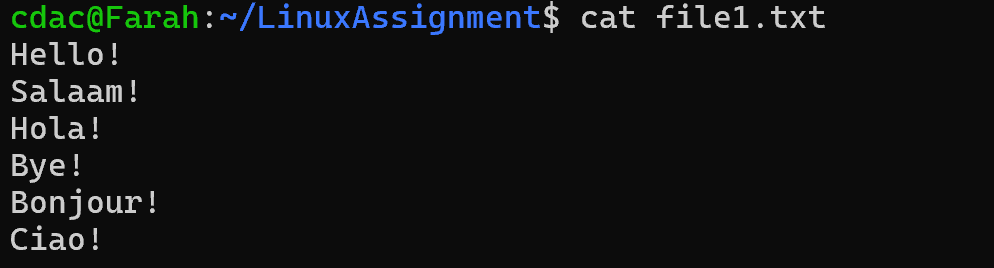 cdac@Farah:~/LinuxAssignment$ cat file1.txt
Hello!
Salaam!
Hola!
Bye!
Bonjour!
Ciao!